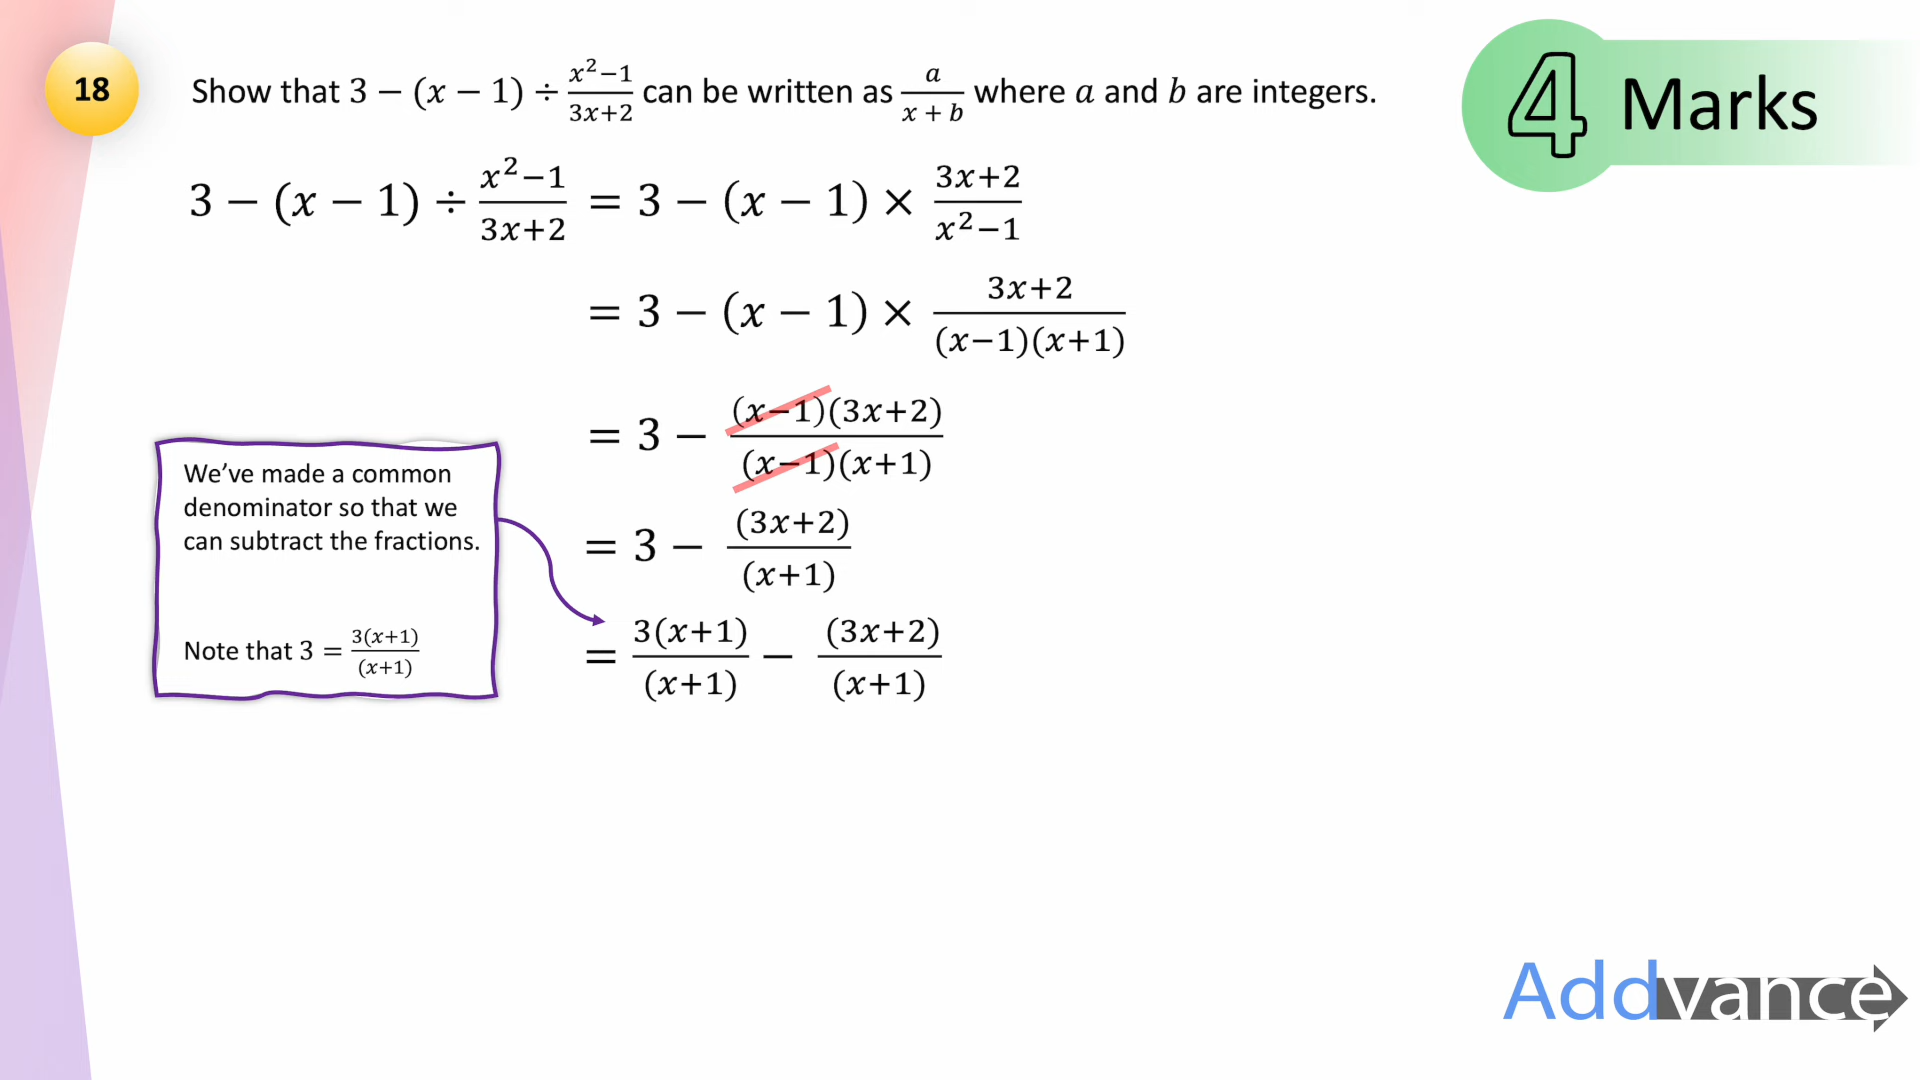 18
Show that 3 − (x − 1) ÷ (x² −1)/(3x+2) can be written as a/(x + b) where a and b are integers.
4 Marks
3 − (x − 1) ÷ (x² −1)/(3x+2) = 3 − (x − 1) × (3x+2)/(x² −1)
= 3 − (x − 1) × (3x+2)/((x−1)(x+1))
= 3 − ((x−1)(3x+2))/((x−1)(x+1))
= 3 − (3x+2)/(x+1)
= 3(x+1)/(x+1) − (3x+2)/(x+1)
We've made a common
denominator so that we
can subtract the fractions.
Note that 3 = 3(x+1)/(x+1)
Addvance